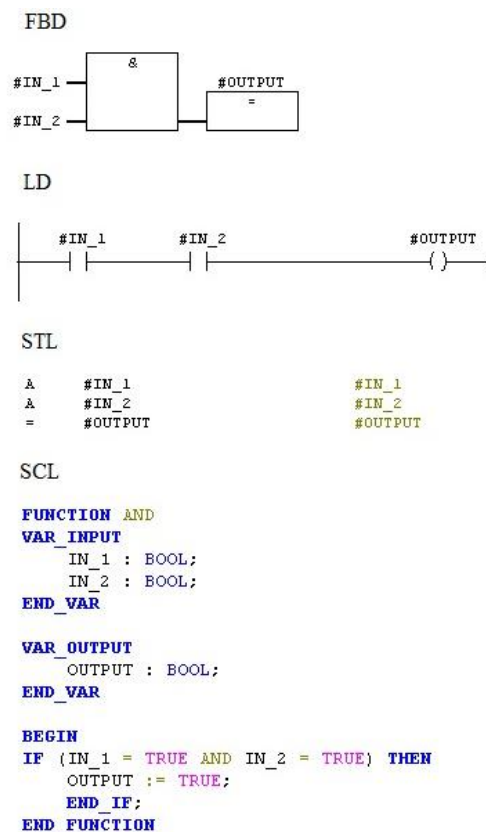 FBD
&
#IN_1
#OUTPUT
=
#IN_2
LD
#IN_1 #IN_2 #OUTPUT
( )
STL
A #IN_1 #IN_1
A #IN_2 #IN_2
= #OUTPUT #OUTPUT
SCL
FUNCTION AND
VAR_INPUT
IN_1 : BOOL;
IN_2 : BOOL;
END_VAR
VAR_OUTPUT
OUTPUT : BOOL;
END_VAR
BEGIN
IF (IN_1 = TRUE AND IN_2 = TRUE) THEN
OUTPUT := TRUE;
END_IF;
END_FUNCTION